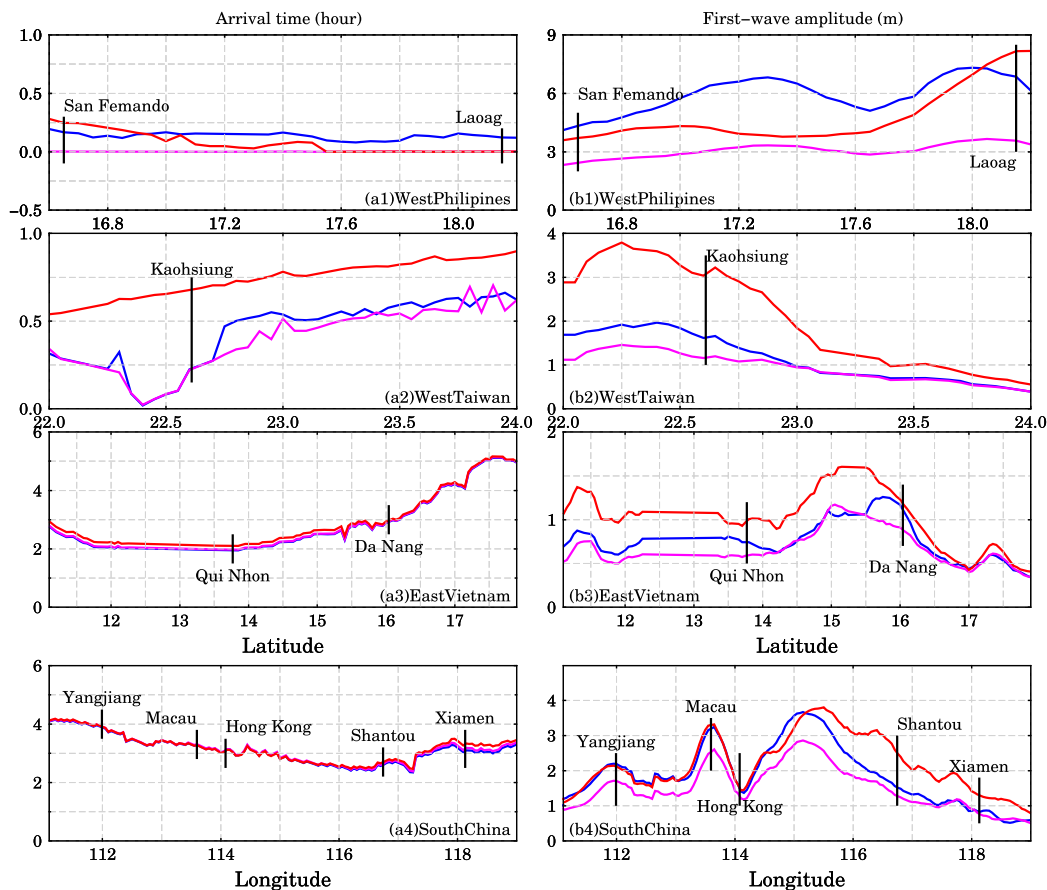 Arrival time (hour)
First-wave amplitude (m)
1.0
0.5
0.0
-0.5
San Femando
Laoag
(a1)WestPhilipines
16.8
17.2
17.6
18.0
9
6
3
0
San Femando
Laoag
(b1)WestPhilipines
16.8
17.2
17.6
18.0
1.0
0.5
0.0
Kaohsiung
(a2)WestTaiwan
22.0
22.5
23.0
23.5
24.0
4
3
2
1
0
Kaohsiung
(b2)WestTaiwan
22.0
22.5
23.0
23.5
24.0
6
4
2
0
Qui Nhon
Da Nang
(a3)EastVietnam
12
13
14
15
16
17
Latitude
2
1
0
Qui Nhon
Da Nang
(b3)EastVietnam
12
13
14
15
16
17
Latitude
6
4
2
0
Yangjiang
Macau
Hong Kong
Shantou
Xiamen
(a4)SouthChina
112
114
116
118
Longitude
4
3
2
1
0
Yangjiang
Macau
Hong Kong
Shantou
Xiamen
(b4)SouthChina
112
114
116
118
Longitude